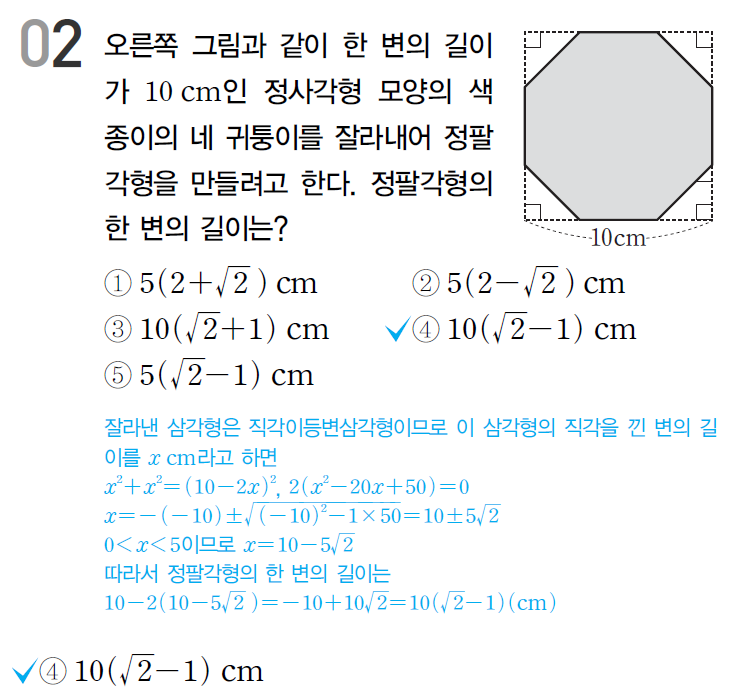 02
오른쪽 그림과 같이 한 변의 길이
가 10 cm인 정사각형 모양의 색
종이의 네 귀퉁이를 잘라내어 정팔
각형을 만들려고 한다. 정팔각형의
한 변의 길이는?
10cm
① 5(2+√2) cm ② 5(2−√2) cm
③ 10(√2+1) cm ✓④ 10(√2−1) cm
⑤ 5(√2−1) cm
잘라낸 삼각형은 직각이등변삼각형이므로 이 삼각형의 직각을 낀 변의 길
이를 x cm라고 하면
x²+x²=(10−2x)², 2(x²−20x+50)=0
x=−(−10)±√((−10)²−1×50)=10±5√2
0<x<5이므로 x=10−5√2
따라서 정팔각형의 한 변의 길이는
10−2(10−5√2)=−10+10√2=10(√2−1)(cm)
✓④ 10(√2−1) cm